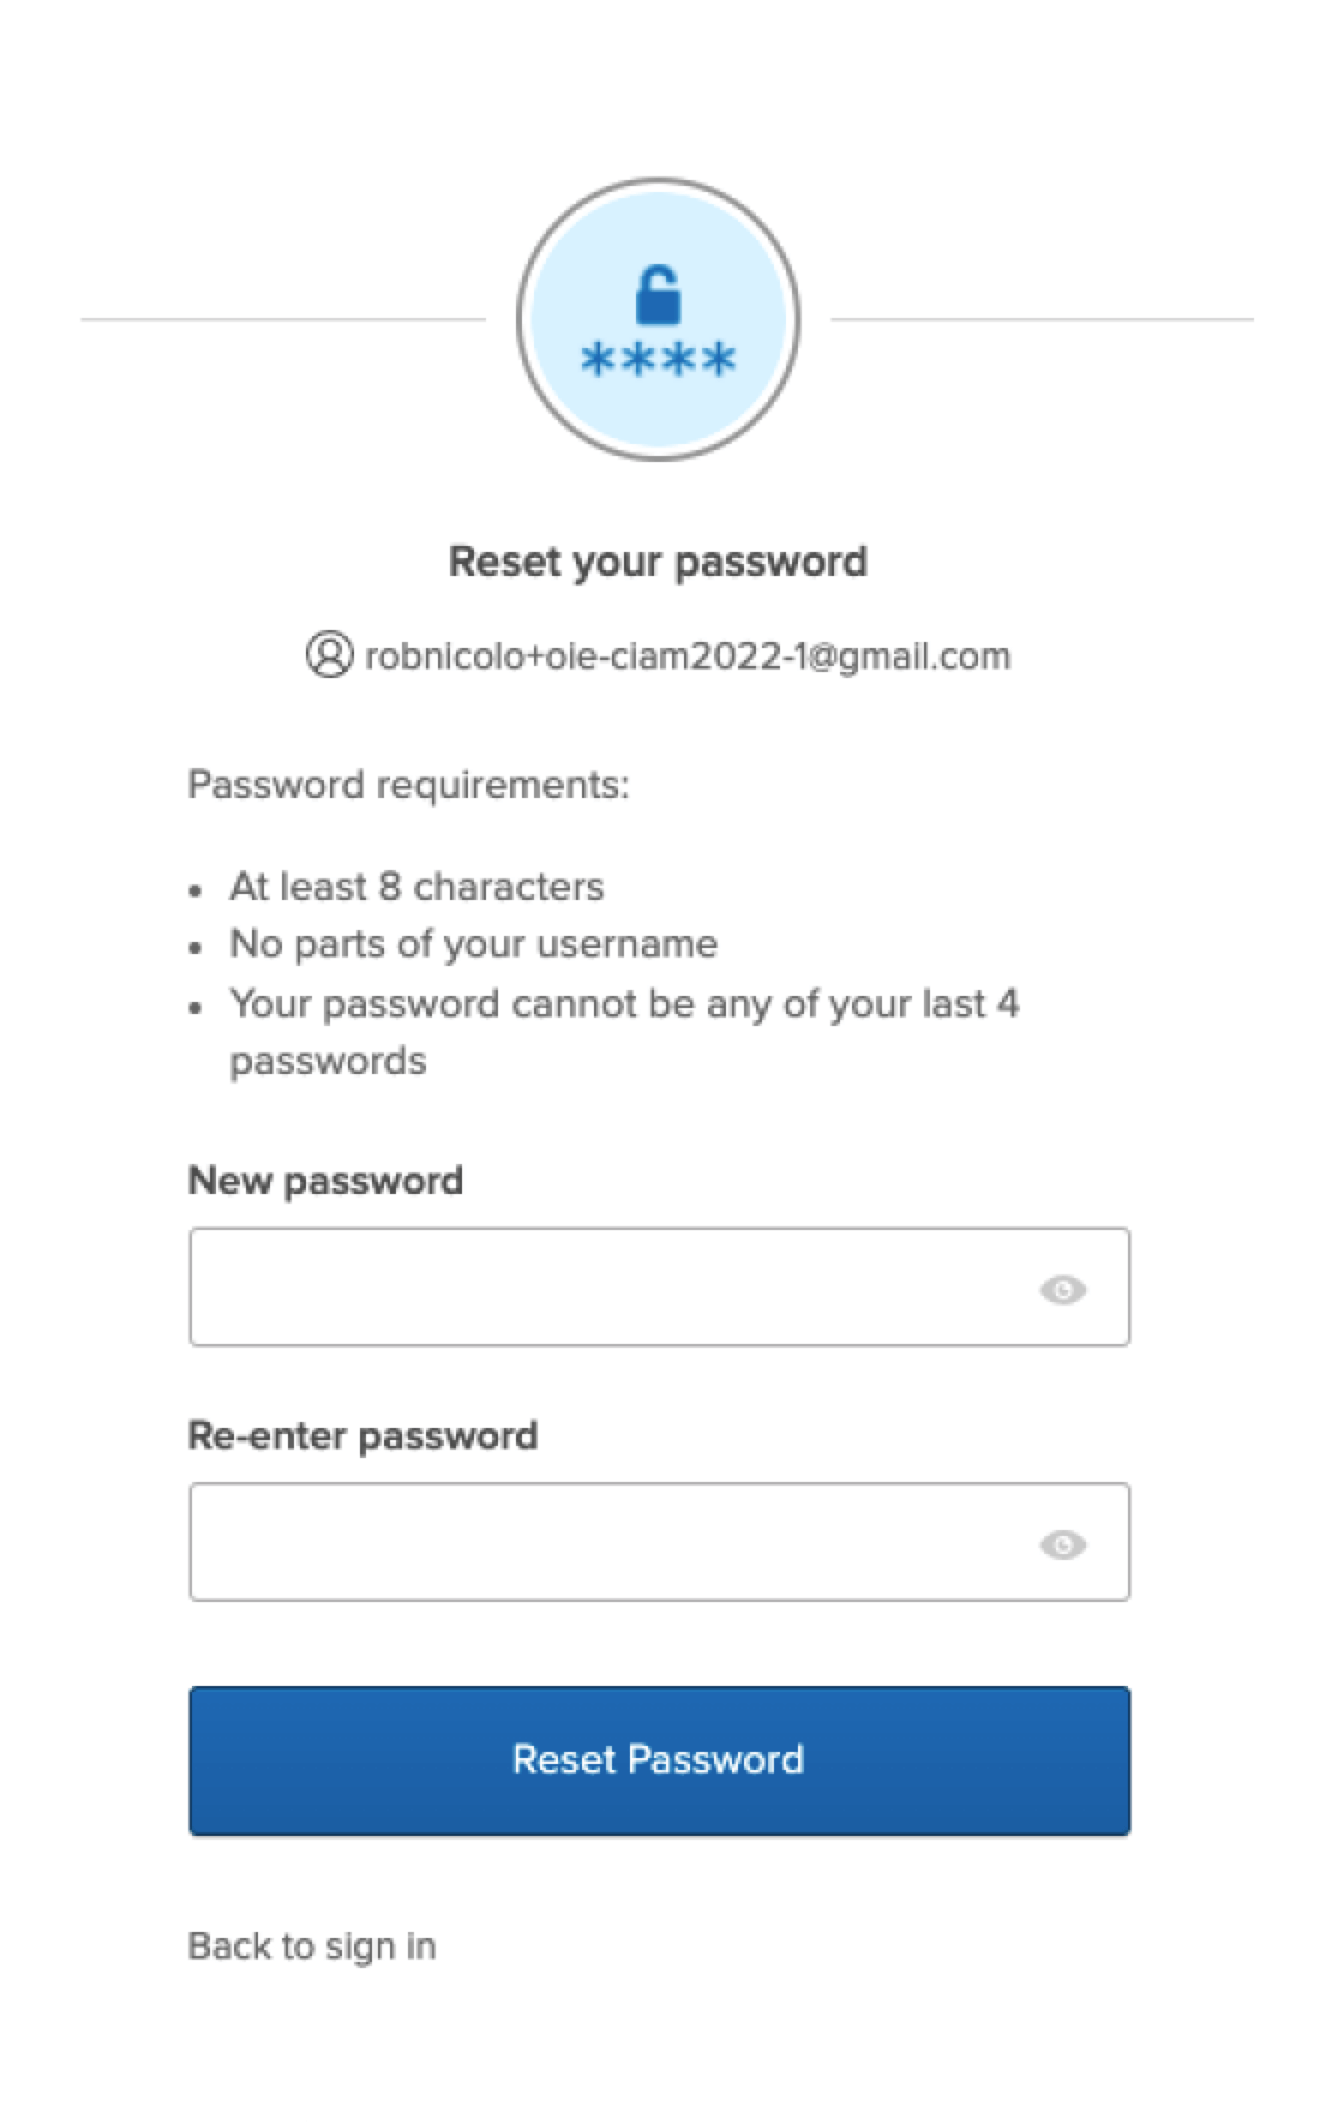 ****
Reset your password
robnicolo+oie-ciam2022-1@gmail.com
Password requirements:
• At least 8 characters
• No parts of your username
• Your password cannot be any of your last 4
passwords
New password
Re-enter password
Reset Password
Back to sign in